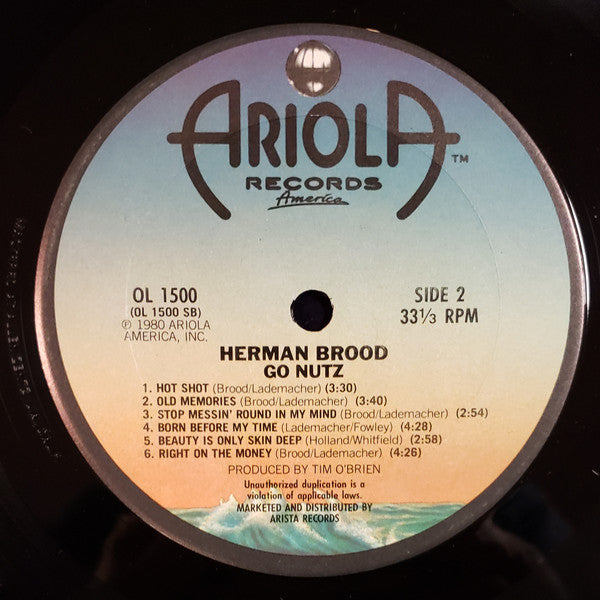 ARIOLA
RECORDS
America
TM
OL 1500
(OL 1500 SB)
℗ 1980 ARIOLA
AMERICA, INC.
SIDE 2
33⅓ RPM
HERMAN BROOD
GO NUTZ
1. HOT SHOT (Brood/Lademacher) (3:30)
2. OLD MEMORIES (Brood/Lademacher) (3:40)
3. STOP MESSIN' ROUND IN MY MIND (Brood/Lademacher) (2:54)
4. BORN BEFORE MY TIME (Lademacher/Fowley) (4:28)
5. BEAUTY IS ONLY SKIN DEEP (Holland/Whitfield) (2:58)
6. RIGHT ON THE MONEY (Brood/Lademacher) (4:26)
PRODUCED BY TIM O'BRIEN
Unauthorized duplication is a
violation of applicable laws.
MARKETED AND DISTRIBUTED BY
ARISTA RECORDS